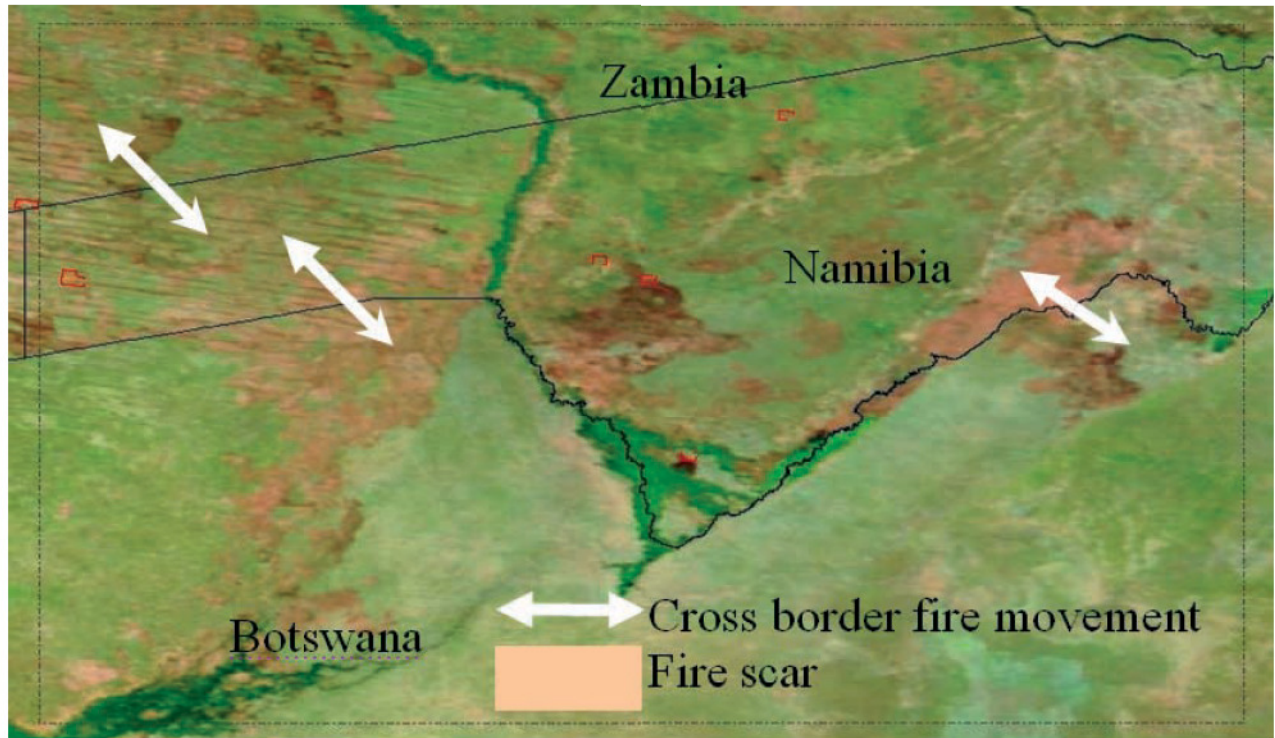 Zambia
Namibia
Botswana
Cross border fire movement
Fire scar